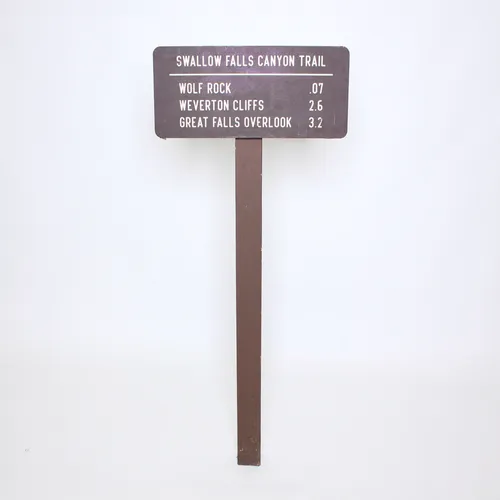 SWALLOW FALLS CANYON TRAIL
WOLF ROCK .07
WEVERTON CLIFFS 2.6
GREAT FALLS OVERLOOK 3.2